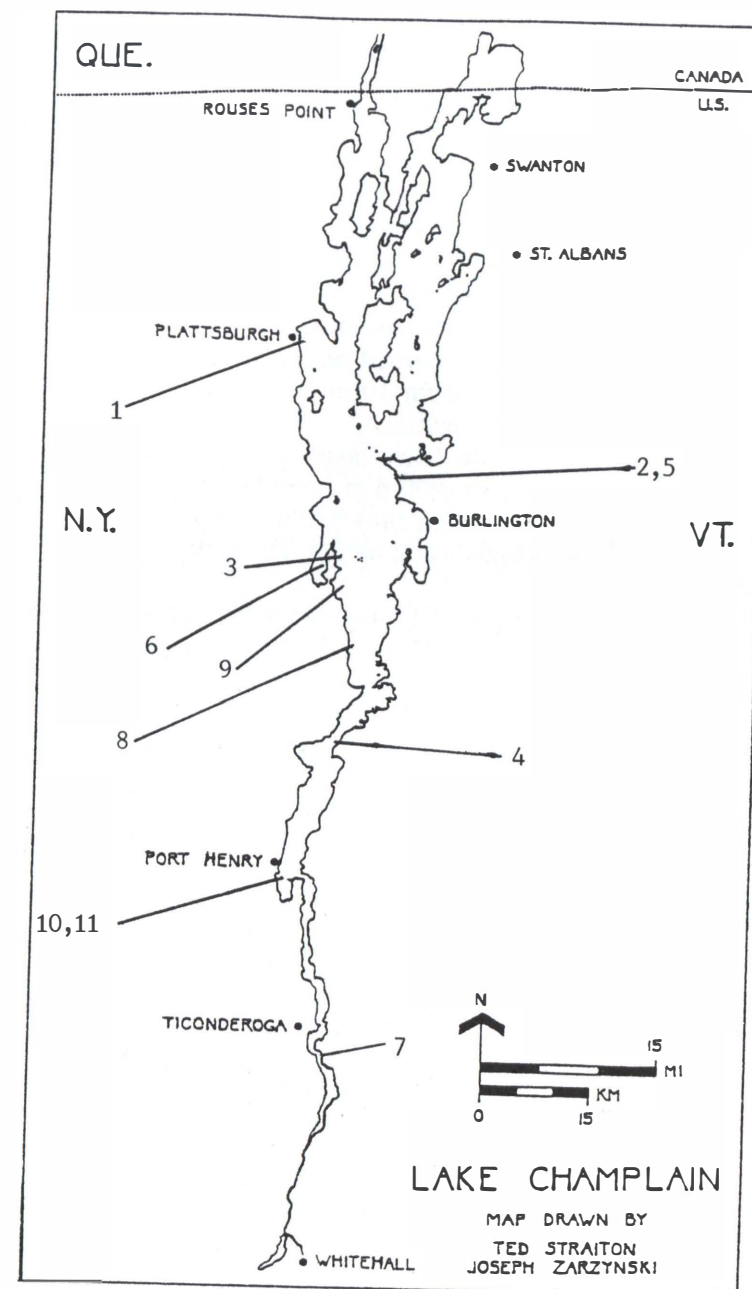 QUE.
CANADA
U.S.
ROUSES POINT
SWANTON
ST. ALBANS
PLATTSBURGH
1
2,5
N.Y.
BURLINGTON
VT.
3
6
9
8
4
PORT HENRY
10,11
TICONDEROGA
7
N
15
MI
KM
0
15
LAKE CHAMPLAIN
MAP DRAWN BY
TED STRAITON
JOSEPH ZARZYNSKI
WHITEHALL